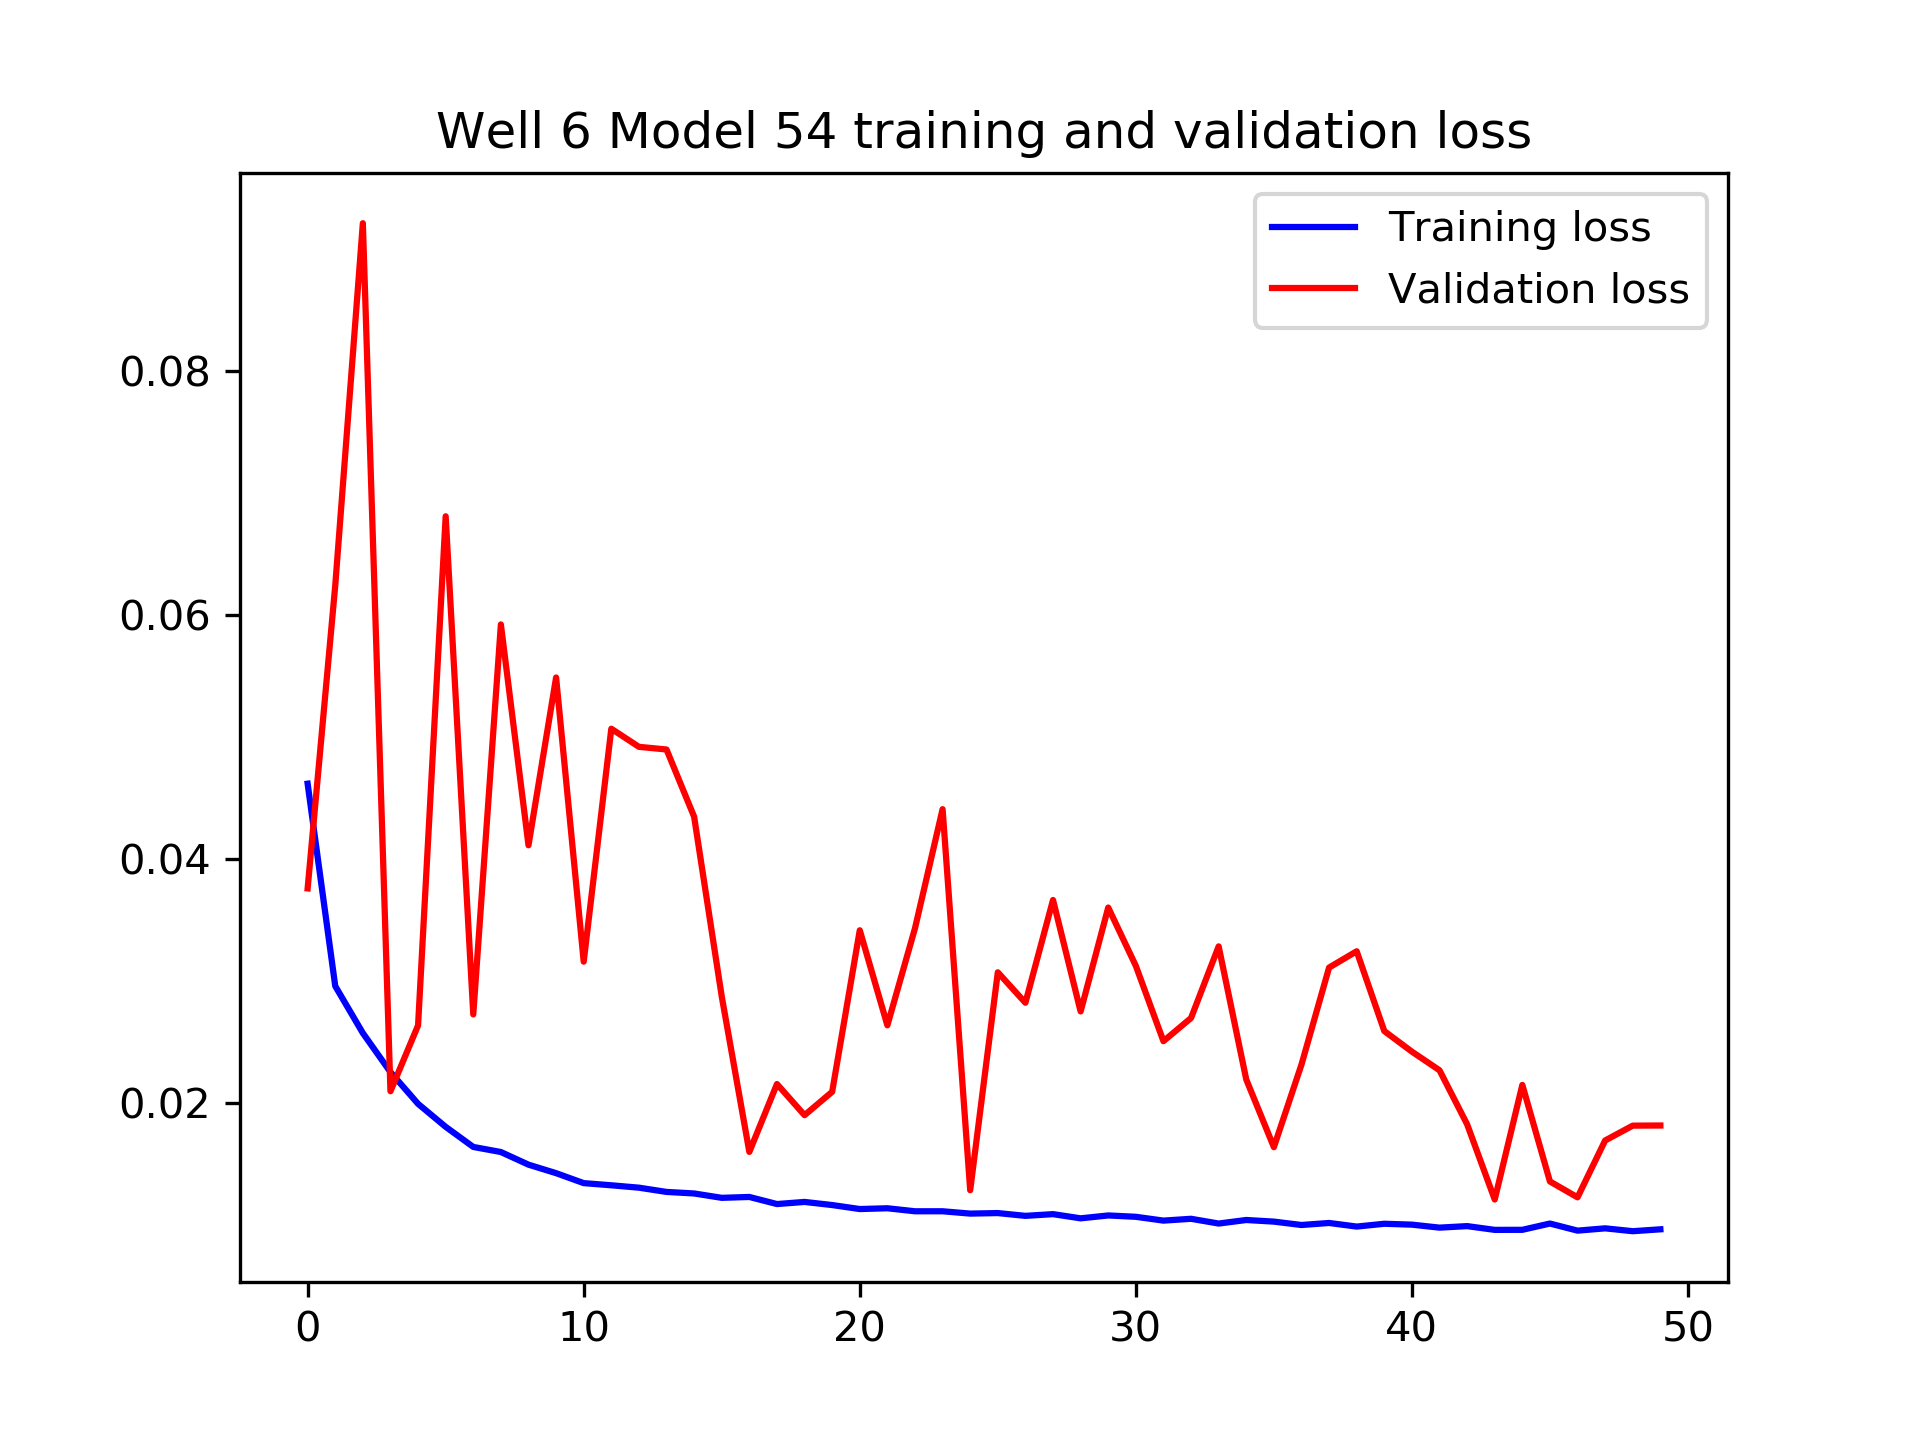 Well 6 Model 54 training and validation loss
Training loss
Validation loss
0.08
0.06
0.04
0.02
0 10 20 30 40 50